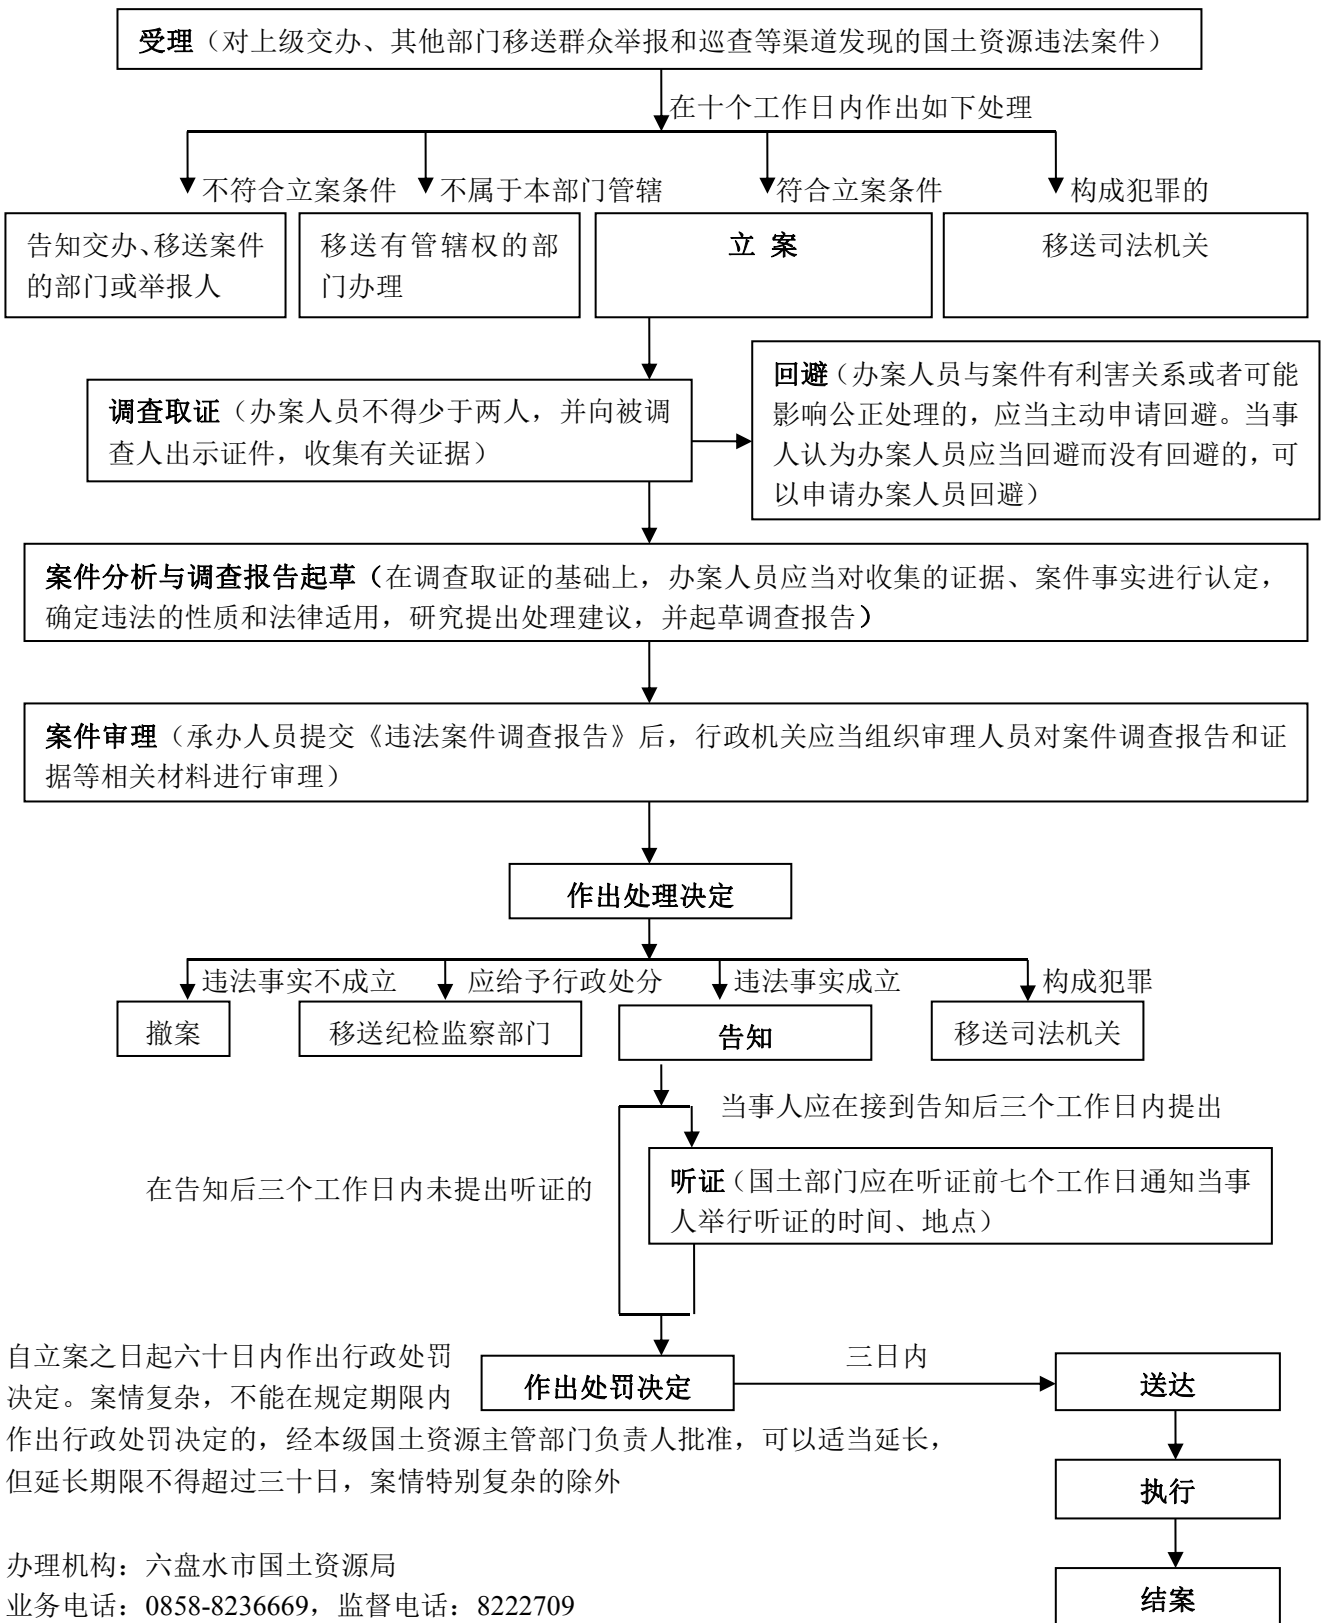 受理（对上级交办、其他部门移送群众举报和巡查等渠道发现的国土资源违法案件）
在十个工作日内作出如下处理
不符合立案条件
不属于本部门管辖
符合立案条件
构成犯罪的
告知交办、移送案件
的部门或举报人
移送有管辖权的部
门办理
立 案
移送司法机关
调查取证（办案人员不得少于两人，并向被调
查人出示证件，收集有关证据）
回避（办案人员与案件有利害关系或者可能
影响公正处理的，应当主动申请回避。当事
人认为办案人员应当回避而没有回避的，可
以申请办案人员回避）
案件分析与调查报告起草（在调查取证的基础上，办案人员应当对收集的证据、案件事实进行认定，
确定违法的性质和法律适用，研究提出处理建议，并起草调查报告）
案件审理（承办人员提交《违法案件调查报告》后，行政机关应当组织审理人员对案件调查报告和证
据等相关材料进行审理）
作出处理决定
违法事实不成立
应给予行政处分
违法事实成立
构成犯罪
撤案
移送纪检监察部门
告知
移送司法机关
当事人应在接到告知后三个工作日内提出
在告知后三个工作日内未提出听证的
听证（国土部门应在听证前七个工作日通知当事
人举行听证的时间、地点）
自立案之日起六十日内作出行政处罚
决定。案情复杂，不能在规定期限内
作出行政处罚决定的，经本级国土资源主管部门负责人批准，可以适当延长，
但延长期限不得超过三十日，案情特别复杂的除外
作出处罚决定
三日内
送达
执行
结案
办理机构：六盘水市国土资源局
业务电话：0858-8236669，监督电话：8222709